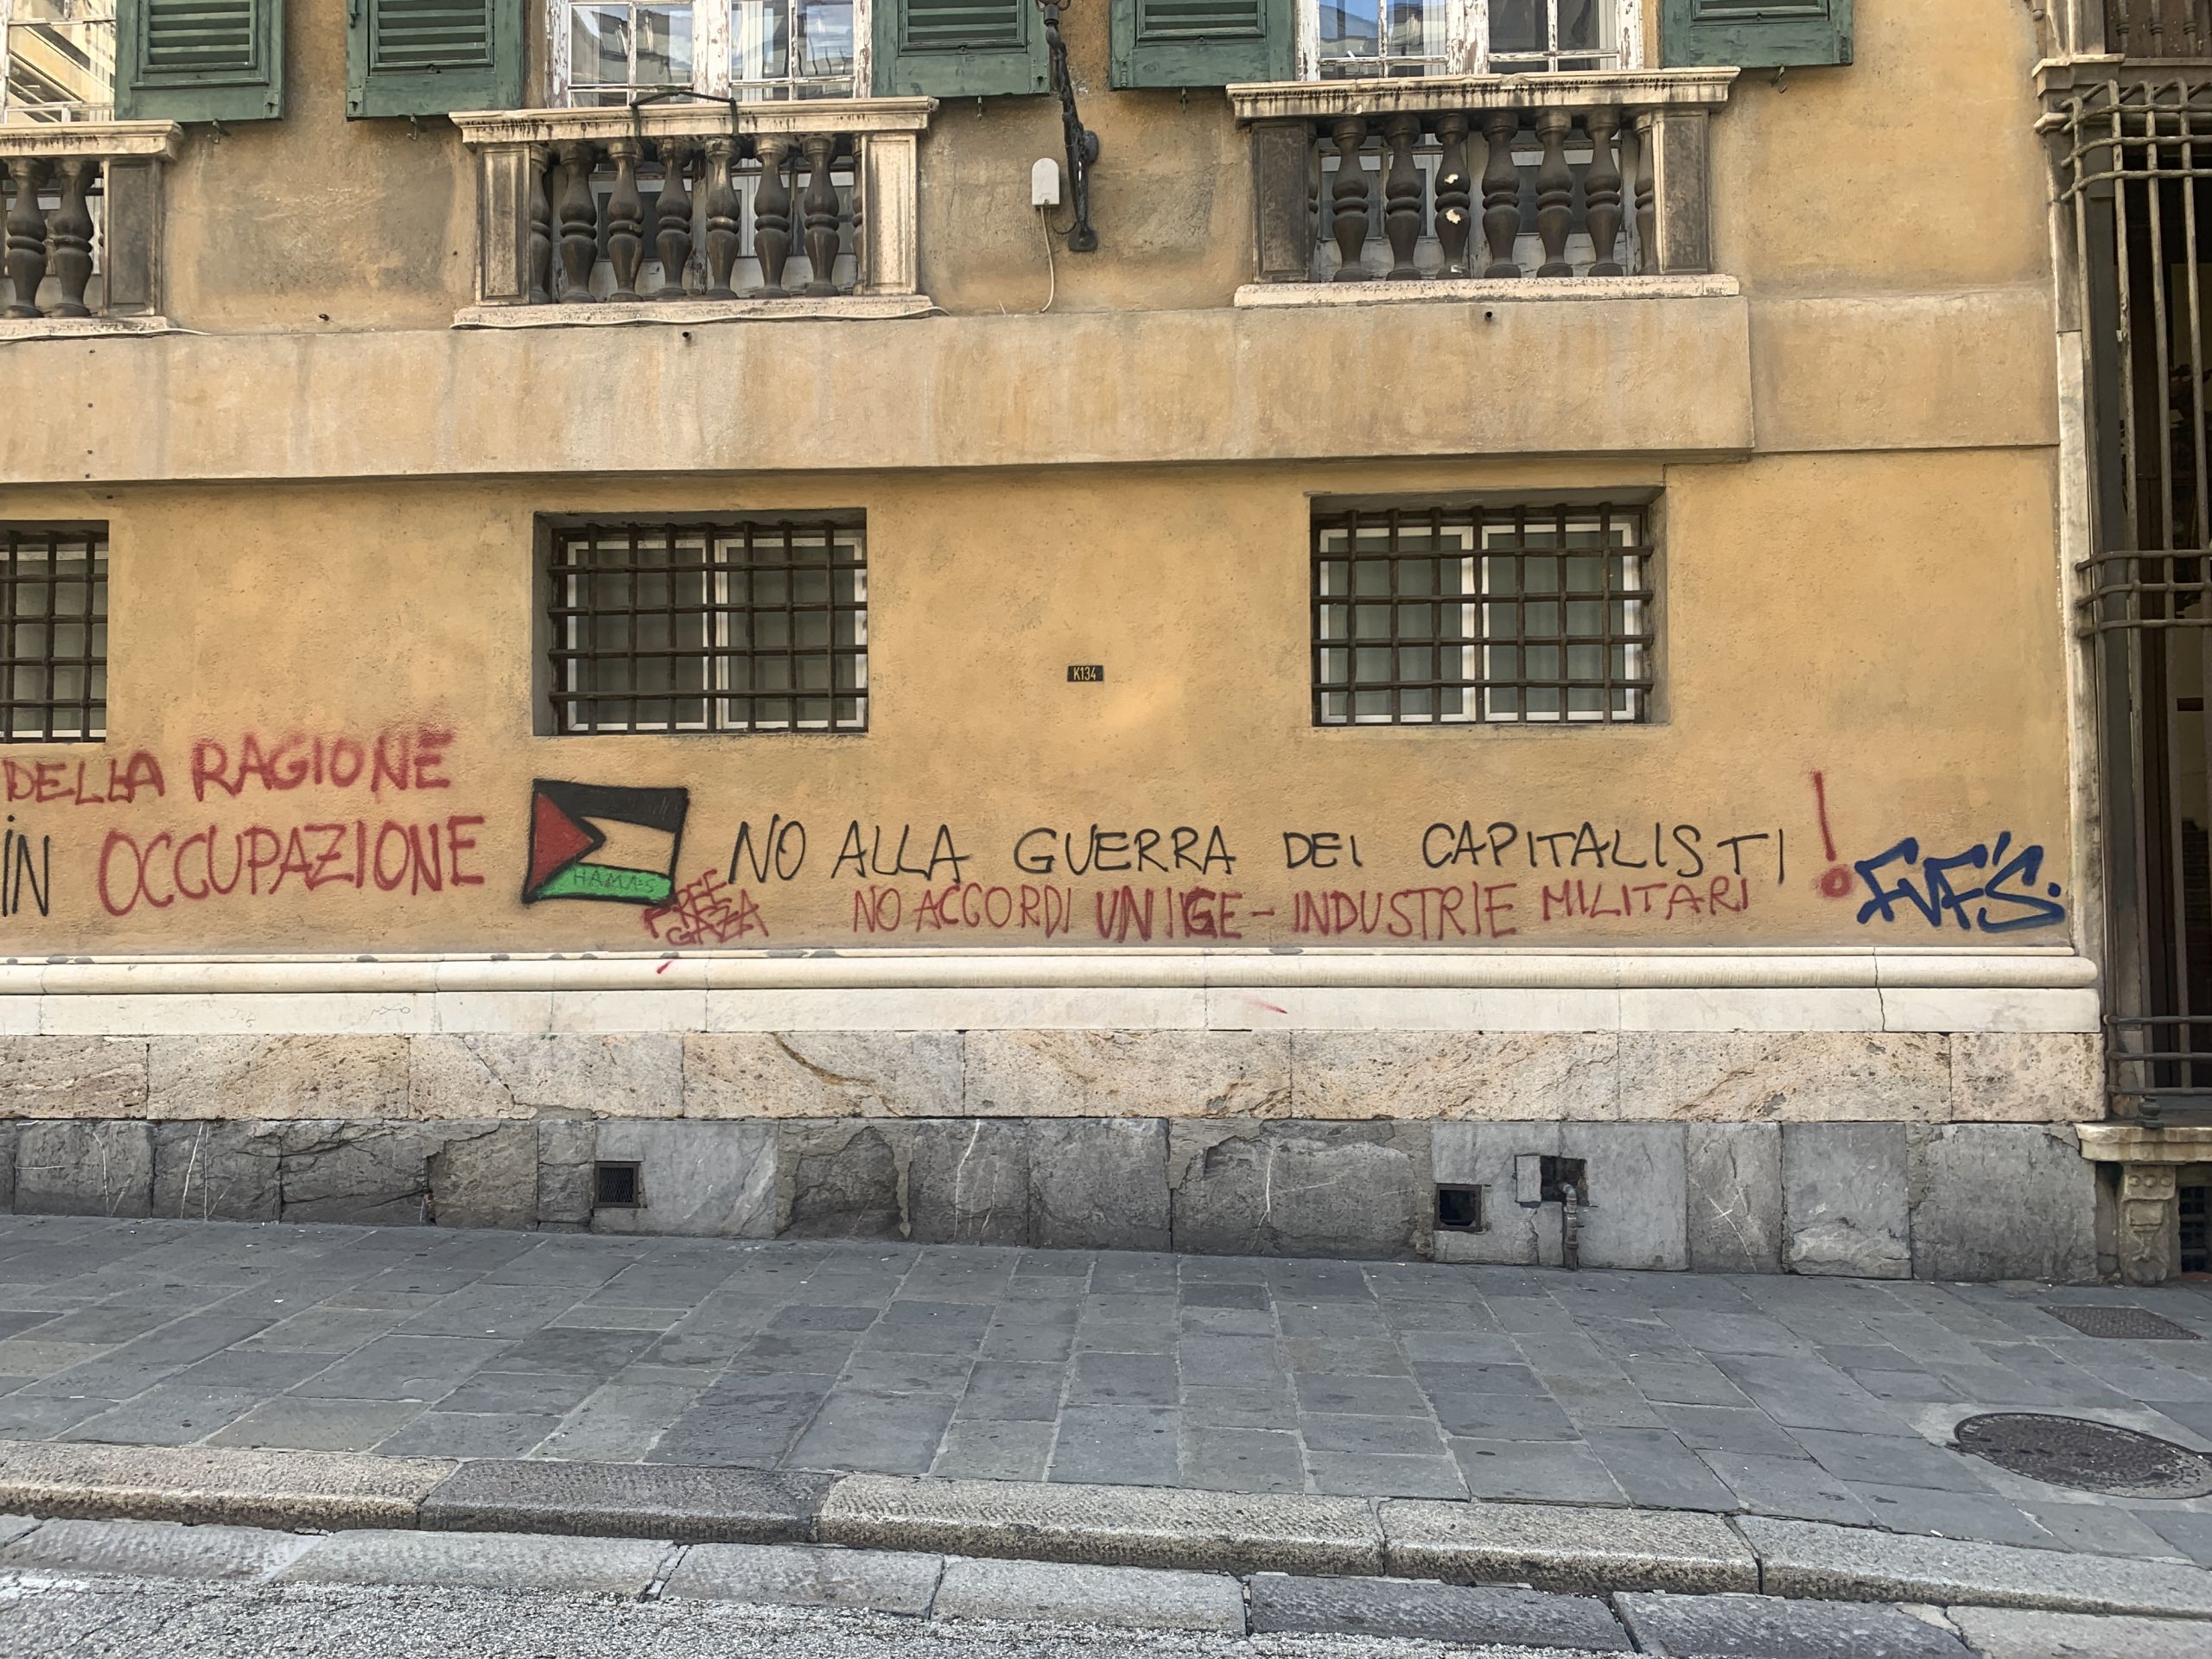 K134
DELLA RAGIONE
IN OCCUPAZIONE
HAMAS
FREE
GAZA
NO ALLA GUERRA DEI CAPITALISTI !
NO ACCORDI UNIGE - INDUSTRIE MILITARI